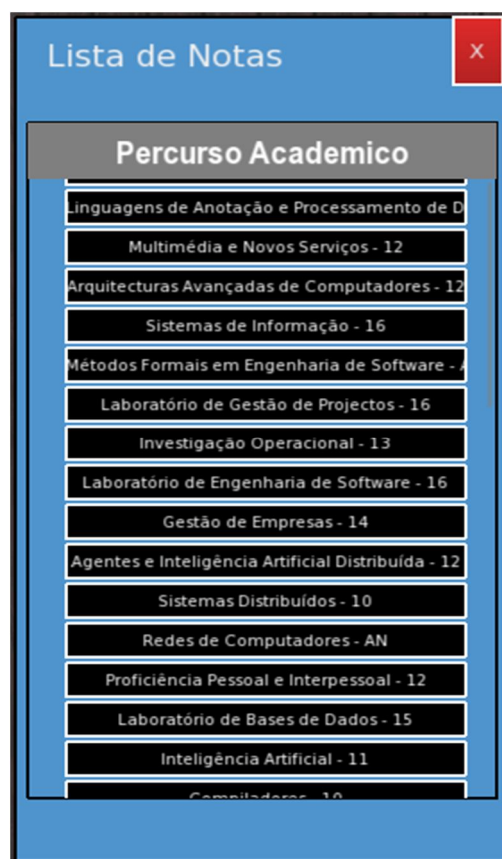 Lista de Notas
X
Percurso Academico
Linguagens de Anotação e Processamento de D
Multimédia e Novos Serviços - 12
Arquitecturas Avançadas de Computadores - 12
Sistemas de Informação - 16
Métodos Formais em Engenharia de Software -
Laboratório de Gestão de Projectos - 16
Investigação Operacional - 13
Laboratório de Engenharia de Software - 16
Gestão de Empresas - 14
Agentes e Inteligência Artificial Distribuída - 12
Sistemas Distribuídos - 10
Redes de Computadores - AN
Proficiência Pessoal e Interpessoal - 12
Laboratório de Bases de Dados - 15
Inteligência Artificial - 11
Compiladores - 10